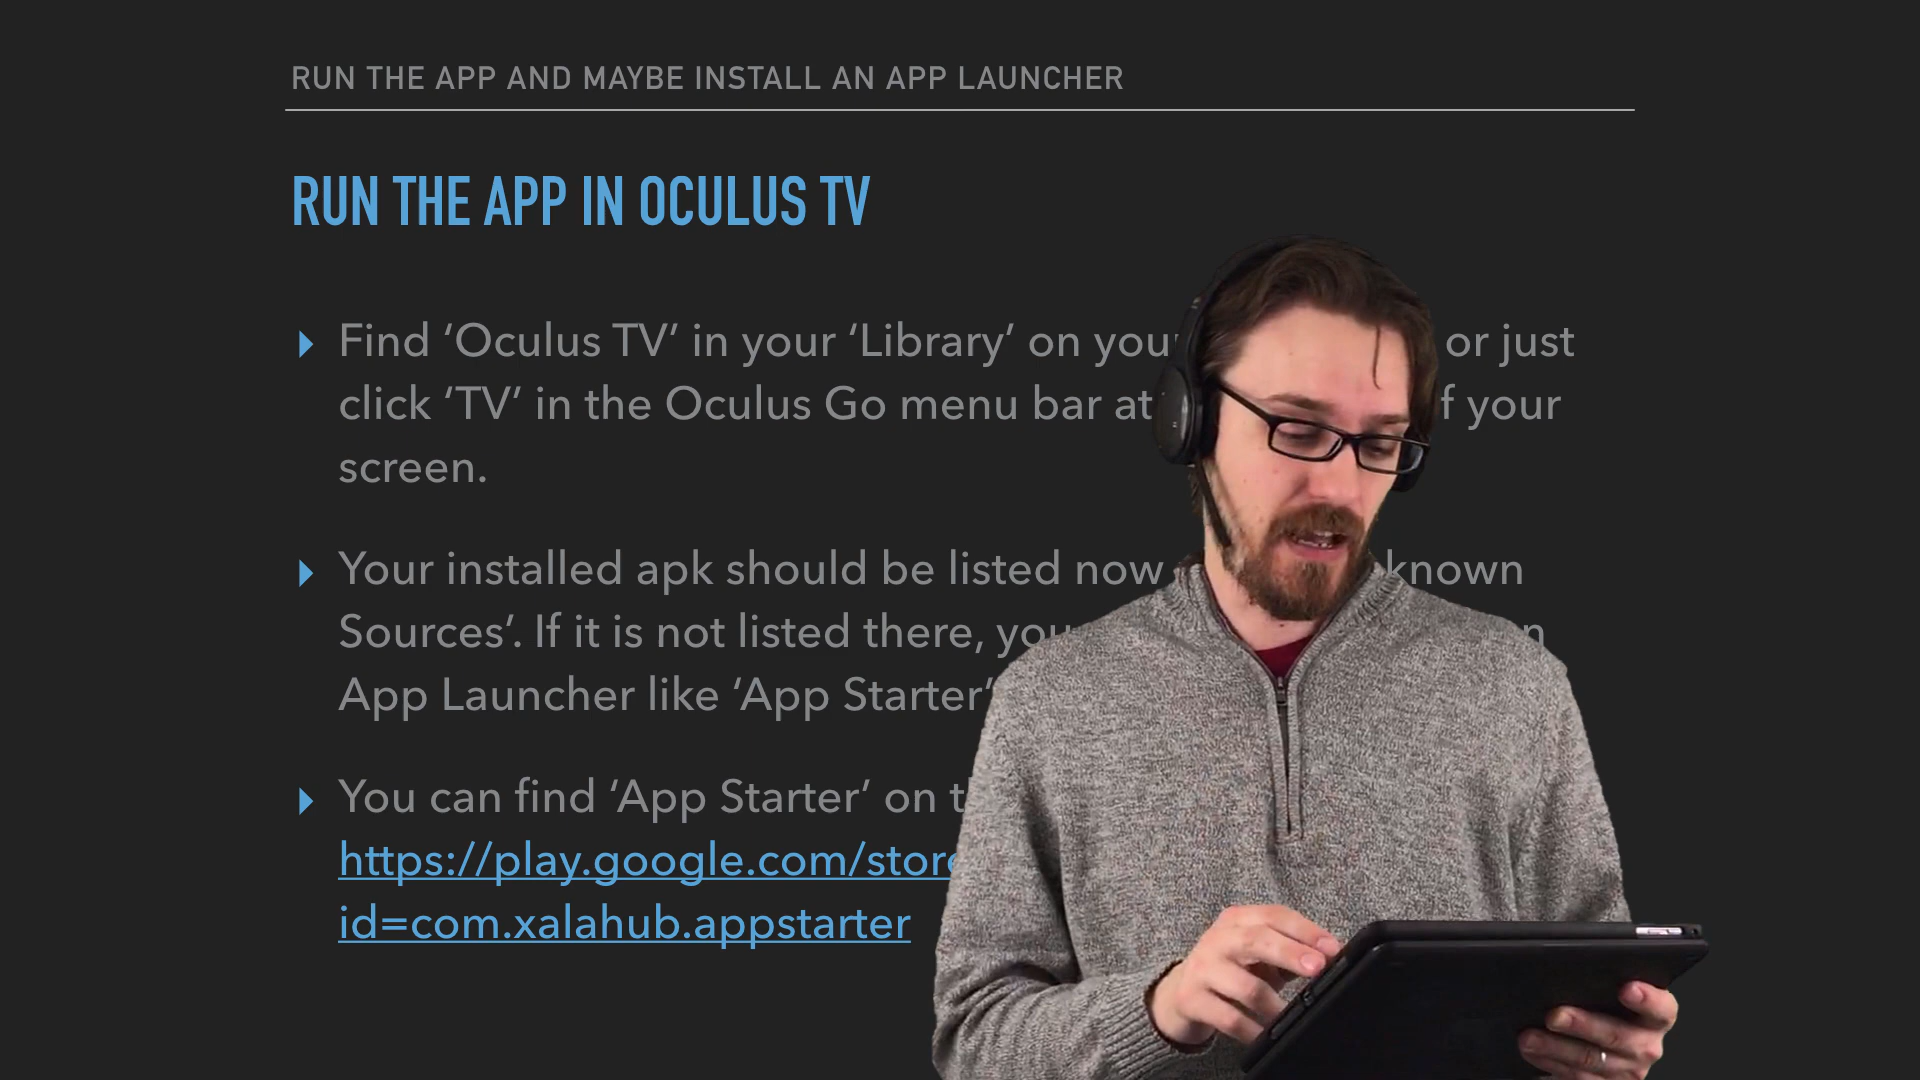 RUN THE APP AND MAYBE INSTALL AN APP LAUNCHER
RUN THE APP IN OCULUS TV
Find ‘Oculus TV’ in your ‘Library’ on your or just
click ‘TV’ in the Oculus Go menu bar at your
screen.
Your installed apk should be listed now
Sources’. If it is not listed there,
App Launcher like ‘App Starter’
You can find ‘App Starter’ on
https://play.google.com/store
id=com.xalahub.appstarter